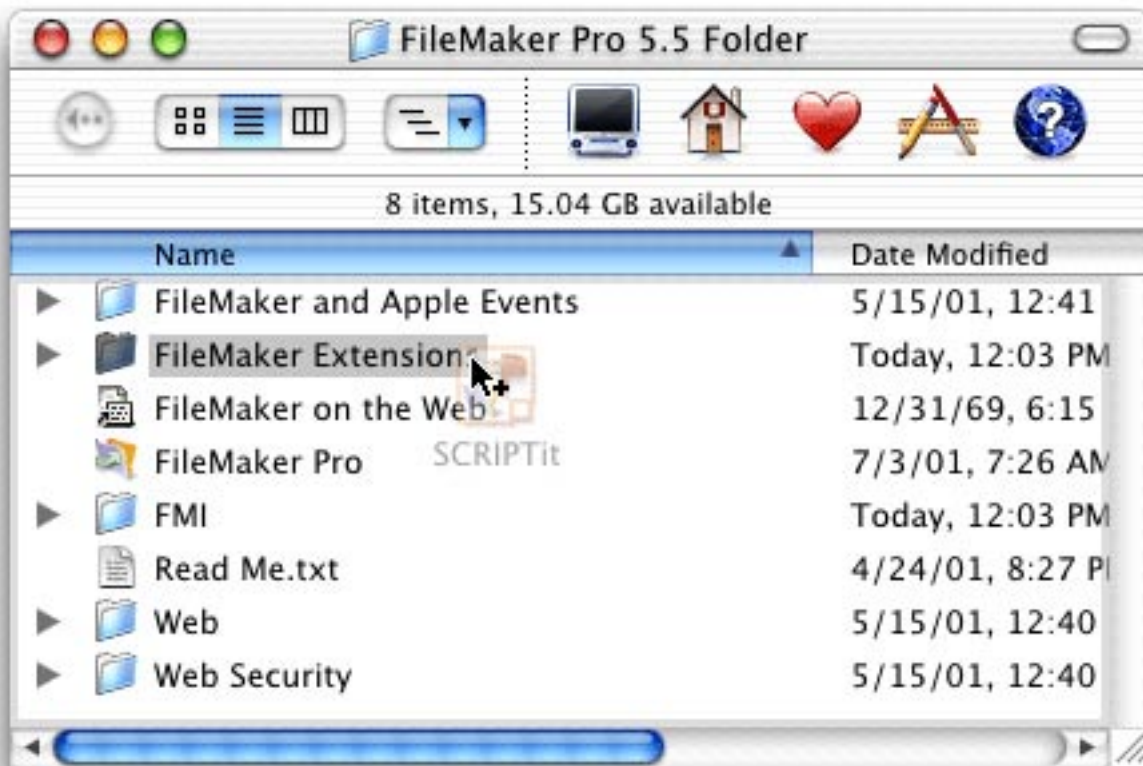 FileMaker Pro 5.5 Folder
8 items, 15.04 GB available
Name Date Modified
FileMaker and Apple Events 5/15/01, 12:41
FileMaker Extension Today, 12:03 PM
FileMaker on the Web 12/31/69, 6:15
FileMaker Pro 7/3/01, 7:26 AM
SCRIPTit
FMI Today, 12:03 PM
Read Me.txt 4/24/01, 8:27 P
Web 5/15/01, 12:40
Web Security 5/15/01, 12:40